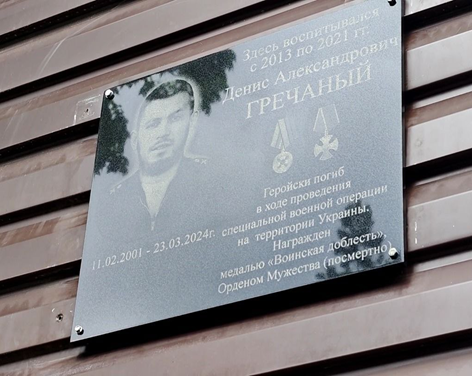 Здесь воспитывался
с 2013 по 2021 гг.
Денис Александрович
ГРЕЧАНЫЙ
11.02.2001 - 23.03.2024г.
Геройски погиб
в ходе проведения
специальной военной операции
на территории Украины.
Награжден
медалью «Воинская доблесть»,
Орденом Мужества (посмертно)